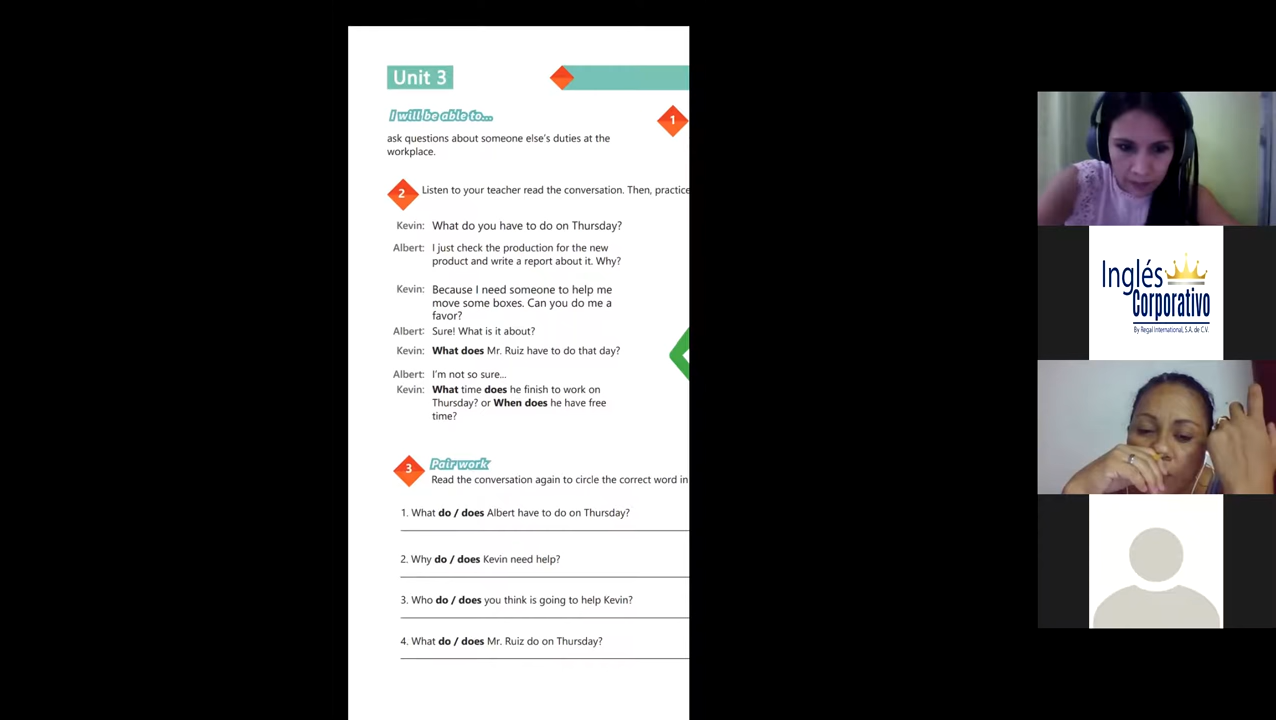 Unit 3
I will be able to...
ask questions about someone else's duties at the
workplace.
1
2
Listen to your teacher read the conversation. Then, practice
Kevin: What do you have to do on Thursday?
Albert: I just check the production for the new
product and write a report about it. Why?
Kevin: Because I need someone to help me
move some boxes. Can you do me a
favor?
Albert: Sure! What is it about?
Kevin: What does Mr. Ruiz have to do that day?
Albert: I'm not so sure...
Kevin: What time does he finish to work on
Thursday? or When does he have free
time?
3
Pair work
Read the conversation again to circle the correct word in
1. What do / does Albert have to do on Thursday?
2. Why do / does Kevin need help?
3. Who do / does you think is going to help Kevin?
4. What do / does Mr. Ruiz do on Thursday?
Inglés
Corporativo
By Regal International, S.A. de C.V.